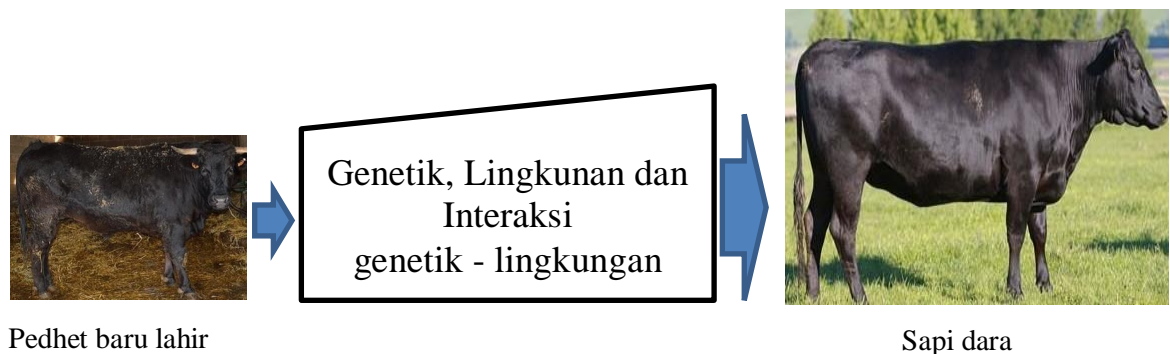 Genetik, Lingkunan dan
Interaksi
genetik - lingkungan
Pedhet baru lahir
Sapi dara